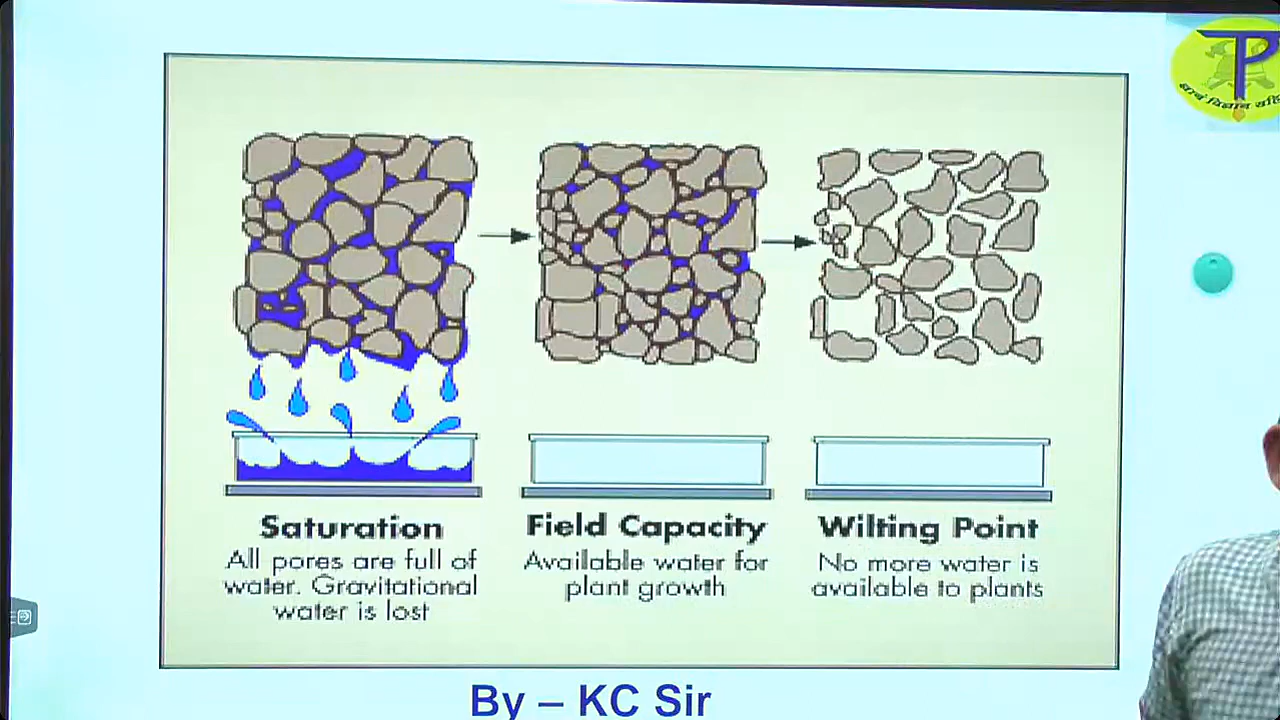 Saturation
All pores are full of
water. Gravitational
water is lost
Field Capacity
Available water for
plant growth
Wilting Point
No more water is
available to plants
By – KC Sir